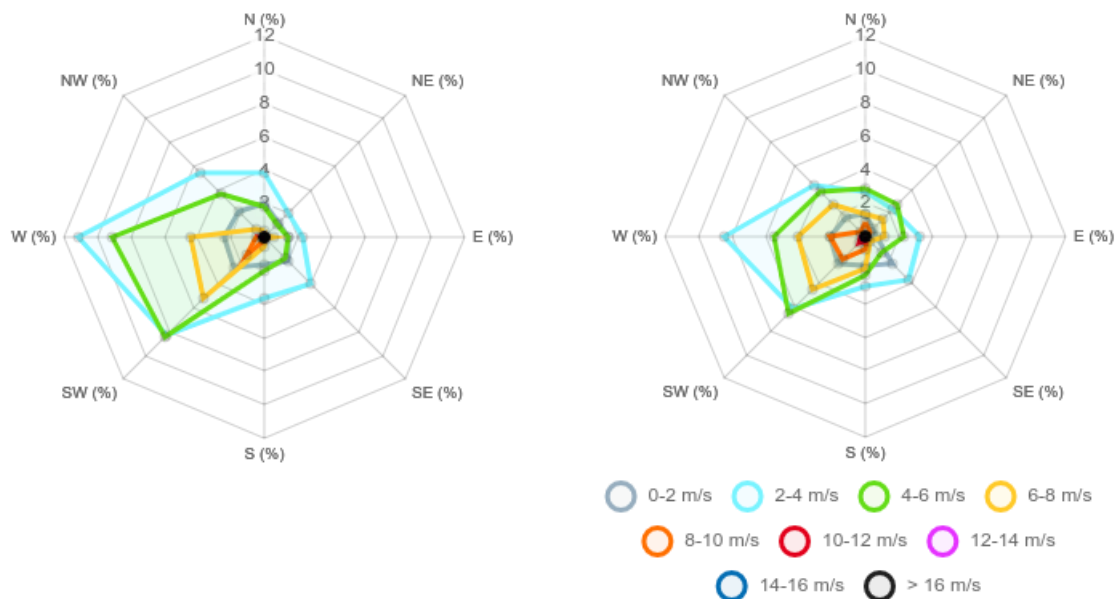 N (%)
12
10
8
6
4
2
NW (%)
NE (%)
W (%)
E (%)
SW (%)
SE (%)
S (%)
N (%)
12
10
8
6
4
2
NW (%)
NE (%)
W (%)
E (%)
SW (%)
SE (%)
S (%)
0-2 m/s 2-4 m/s 4-6 m/s 6-8 m/s
8-10 m/s 10-12 m/s 12-14 m/s
14-16 m/s > 16 m/s